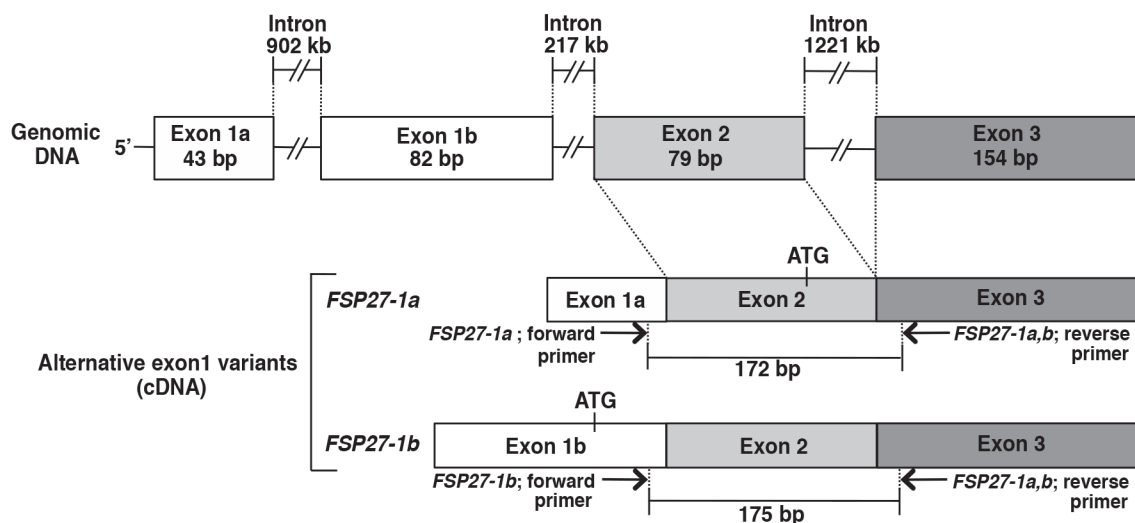 Intron
902 kb
Intron
217 kb
Intron
1221 kb
Genomic
DNA
5’
Exon 1a
43 bp
Exon 1b
82 bp
Exon 2
79 bp
Exon 3
154 bp
ATG
FSP27-1a
Exon 1a
Exon 2
Exon 3
FSP27-1a ; forward
primer
FSP27-1a,b; reverse
primer
172 bp
Alternative exon1 variants
(cDNA)
ATG
FSP27-1b
Exon 1b
Exon 2
Exon 3
FSP27-1b; forward
primer
FSP27-1a,b; reverse
primer
175 bp